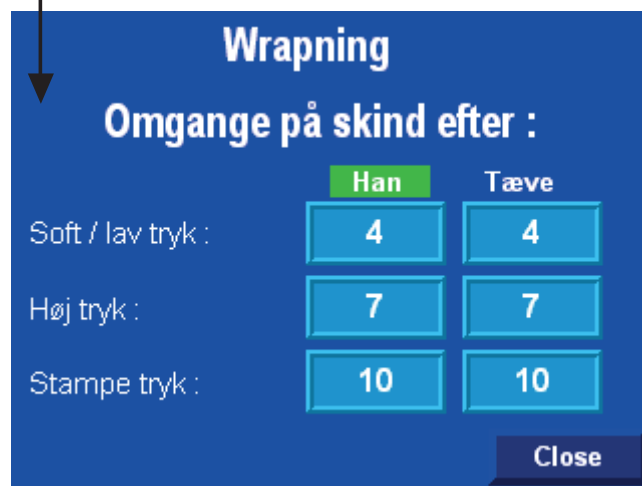 Wrapning
Omgange på skind efter :
Han Tæve
Soft / lav tryk : 4 4
Høj tryk : 7 7
Stampe tryk : 10 10
Close